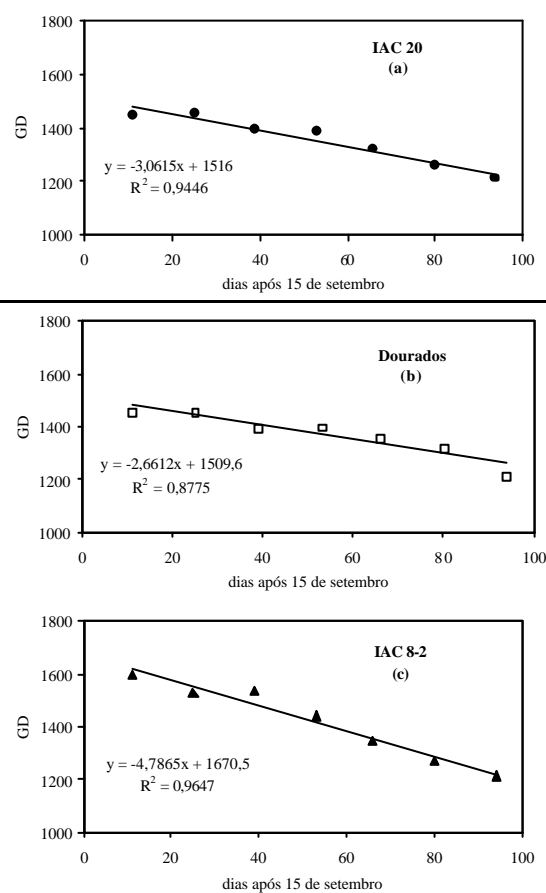 1800
IAC 20
(a)
1600
GD
1400
y = -3,0615x + 1516
R² = 0,9446
1200
1000
0 20 40 60 80 100
dias após 15 de setembro
1800
Dourados
(b)
1600
GD
1400
y = -2,6612x + 1509,6
R² = 0,8775
1200
1000
0 20 40 60 80 100
dias após 15 de setembro
1800
IAC 8-2
(c)
1600
GD
1400
y = -4,7865x + 1670,5
R² = 0,9647
1200
1000
0 20 40 60 80 100
dias após 15 de setembro